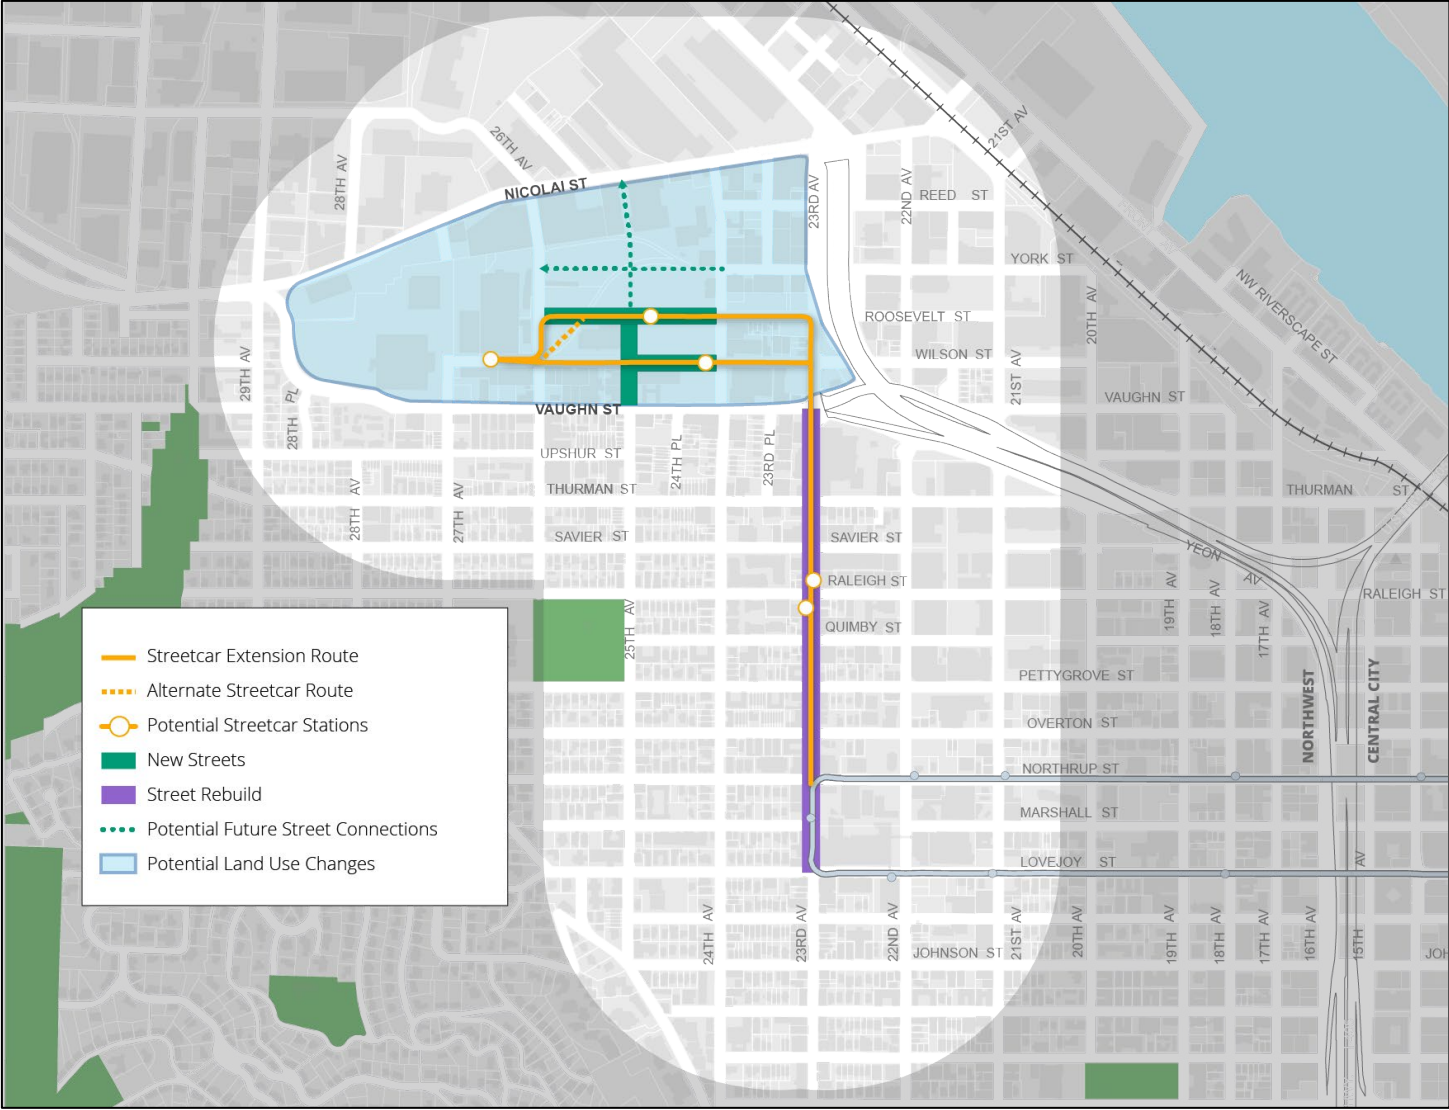 21ST AV
26TH AV
28TH AV
NICOLAI ST
23RD AV
22ND AV
REED ST
YORK ST
NW RIVERSCAPE ST
20TH AV
ROOSEVELT ST
WILSON ST
29TH AV
28TH PL
21ST AV
VAUGHN ST
VAUGHN ST
UPSHUR ST
24TH PL
23RD PL
THURMAN ST
THURMAN ST
28TH AV
27TH AV
SAVIER ST
SAVIER ST
YEON AV
RALEIGH ST
RALEIGH ST
19TH AV
18TH AV
17TH AV
25TH AV
QUIMBY ST
Streetcar Extension Route
Alternate Streetcar Route
Potential Streetcar Stations
New Streets
Street Rebuild
Potential Future Street Connections
Potential Land Use Changes
PETTYGROVE ST
NORTHWEST
CENTRAL CITY
OVERTON ST
NORTHRUP ST
MARSHALL ST
LOVEJOY ST
24TH AV
23RD AV
22ND AV
21ST AV
20TH AV
19TH AV
18TH AV
17TH AV
16TH AV
15TH AV
JOHNSON ST
JOH